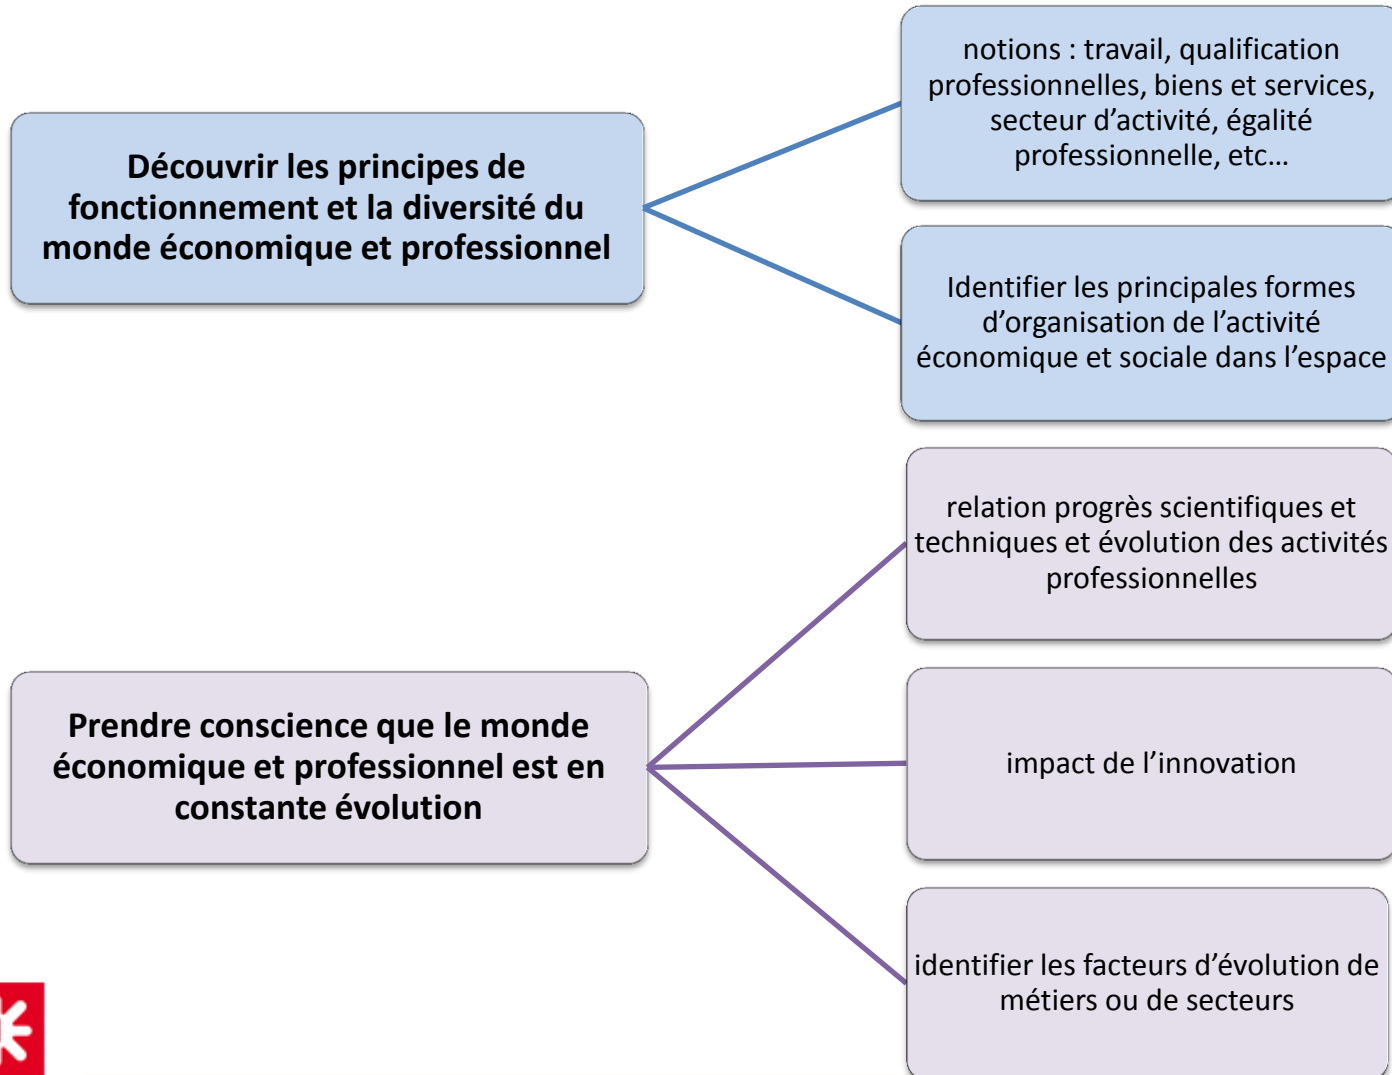 Découvrir les principes de
fonctionnement et la diversité du
monde économique et professionnel
notions : travail, qualification
professionnelles, biens et services,
secteur d’activité, égalité
professionnelle, etc…
Identifier les principales formes
d’organisation de l’activité
économique et sociale dans l’espace
Prendre conscience que le monde
économique et professionnel est en
constante évolution
relation progrès scientifiques et
techniques et évolution des activités
professionnelles
impact de l’innovation
identifier les facteurs d’évolution de
métiers ou de secteurs